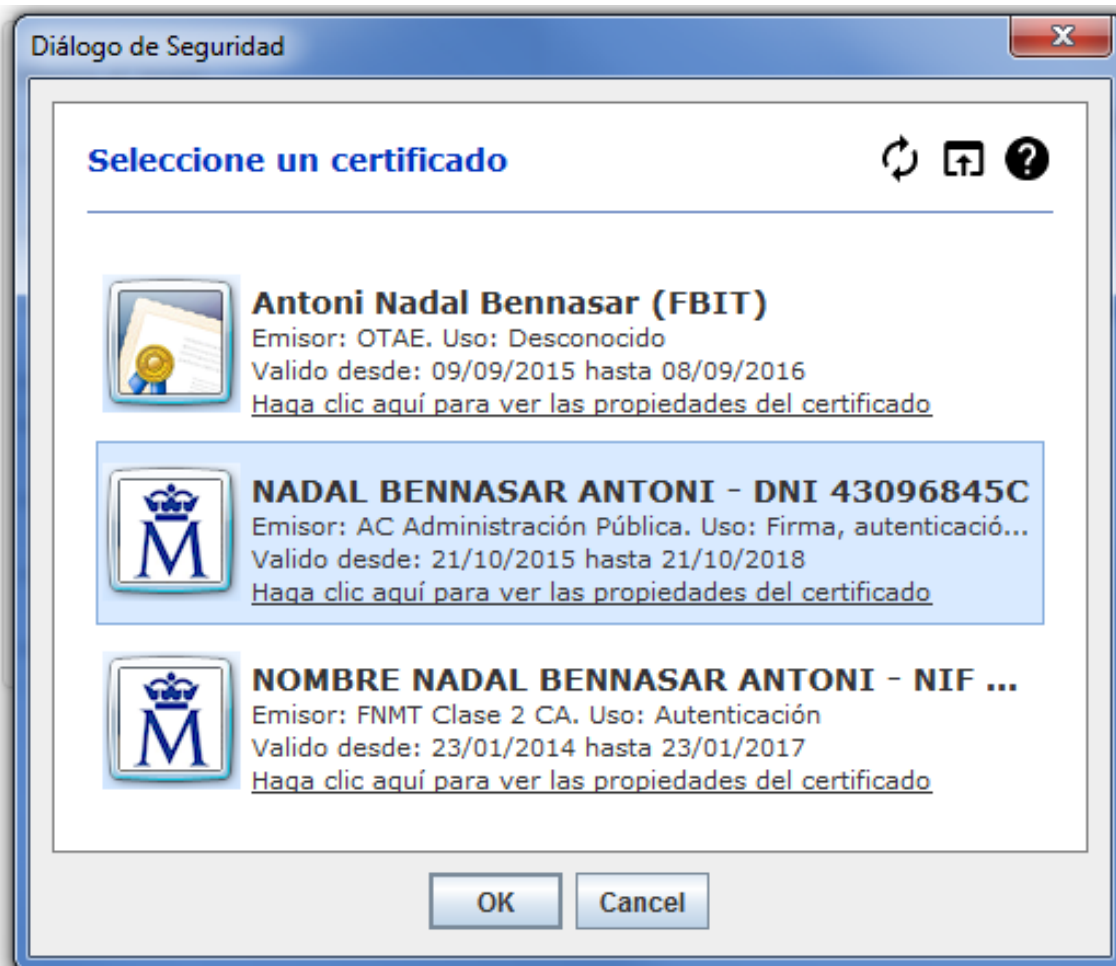 Diálogo de Seguridad
Seleccione un certificado
Antoni Nadal Bennasar (FBIT)
Emisor: OTAE. Uso: Desconocido
Valido desde: 09/09/2015 hasta 08/09/2016
Haga clic aquí para ver las propiedades del certificado
NADAL BENNASAR ANTONI - DNI 43096845C
Emisor: AC Administración Pública. Uso: Firma, autenticació...
Valido desde: 21/10/2015 hasta 21/10/2018
Haga clic aquí para ver las propiedades del certificado
NOMBRE NADAL BENNASAR ANTONI - NIF ...
Emisor: FNMT Clase 2 CA. Uso: Autenticación
Valido desde: 23/01/2014 hasta 23/01/2017
Haga clic aquí para ver las propiedades del certificado
OK Cancel